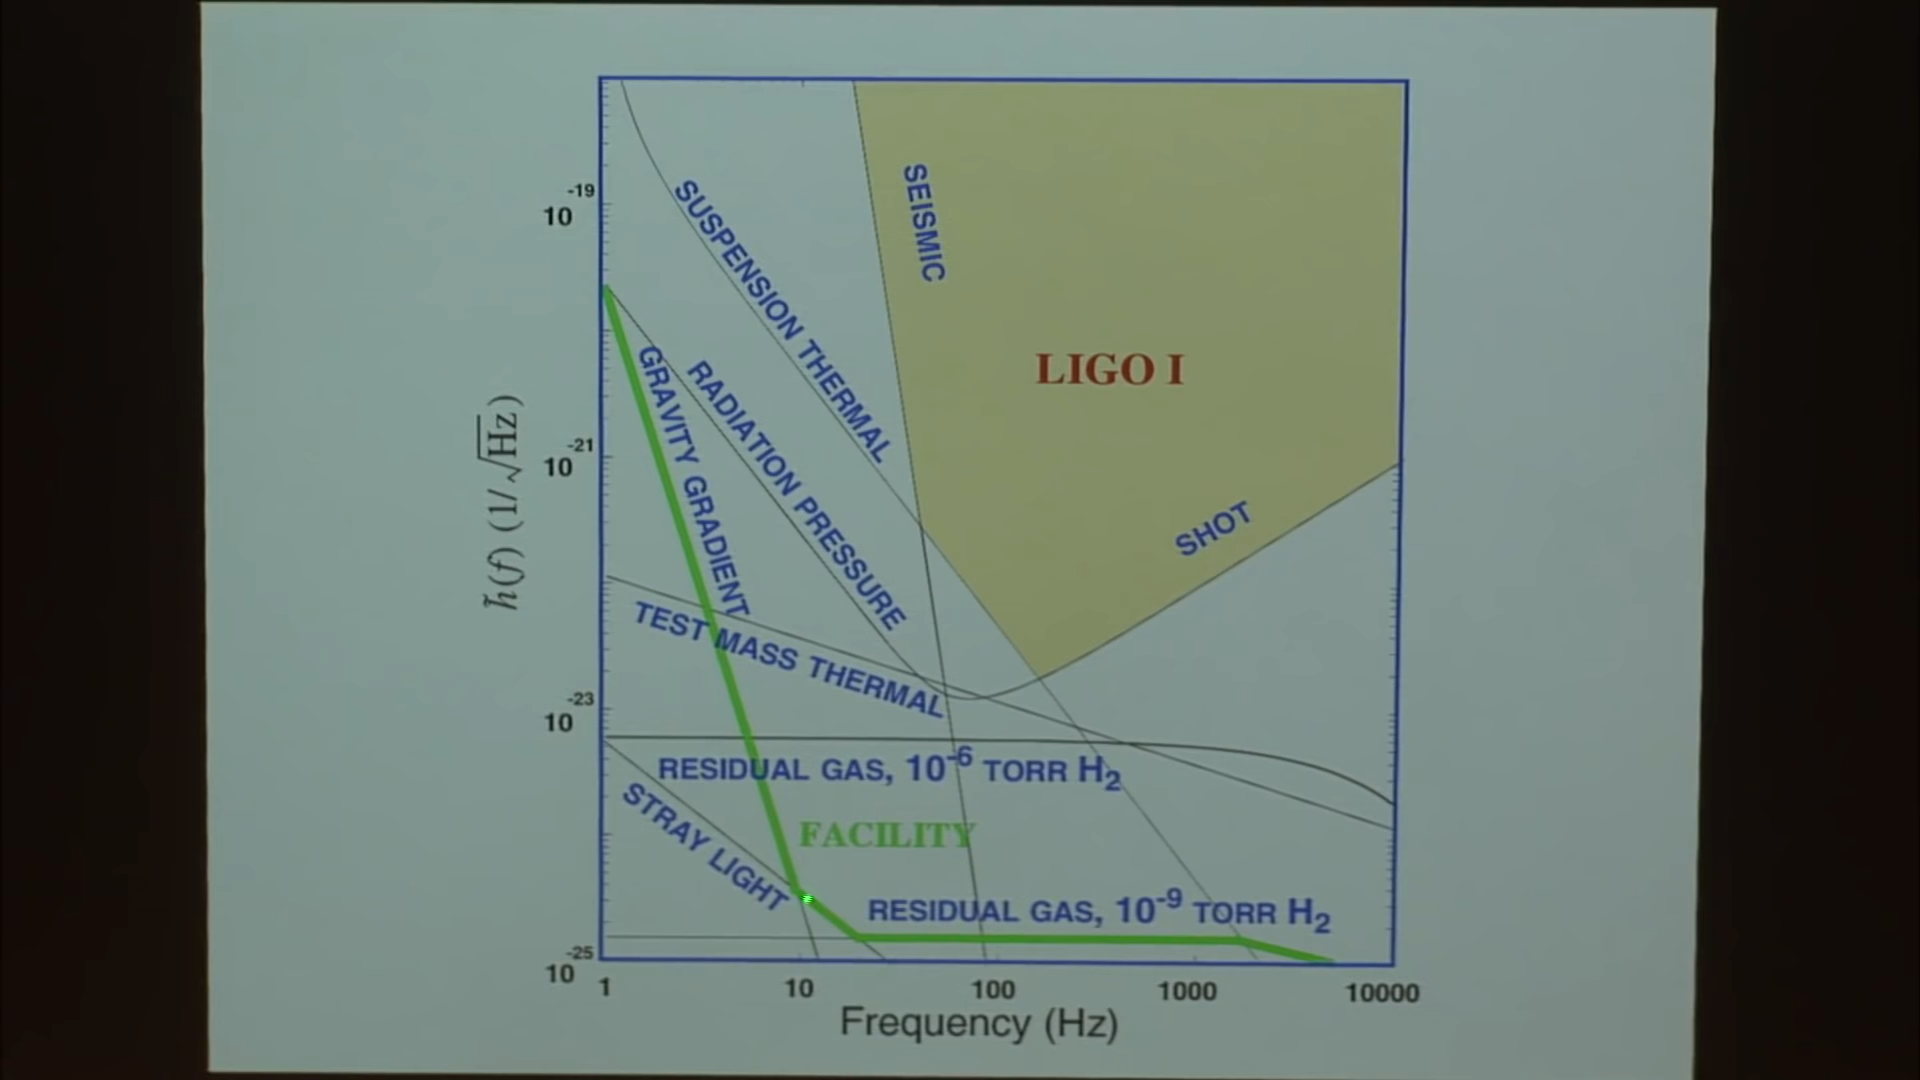 10^-19
10^-21
10^-23
10^-25
h̃(f) (1/√Hz)
SUSPENSION THERMAL
SEISMIC
LIGO I
GRAVITY GRADIENT
RADIATION PRESSURE
SHOT
TEST MASS THERMAL
RESIDUAL GAS, 10^-6 TORR H₂
STRAY LIGHT
FACILITY
RESIDUAL GAS, 10^-9 TORR H₂
1 10 100 1000 10000
Frequency (Hz)